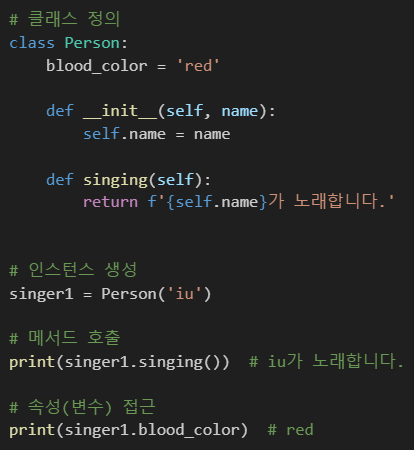 # 클래스 정의
class Person:
    blood_color = 'red'

    def __init__(self, name):
        self.name = name

    def singing(self):
        return f'{self.name}가 노래합니다.'


# 인스턴스 생성
singer1 = Person('iu')

# 메서드 호출
print(singer1.singing())  # iu가 노래합니다.

# 속성(변수) 접근
print(singer1.blood_color)  # red